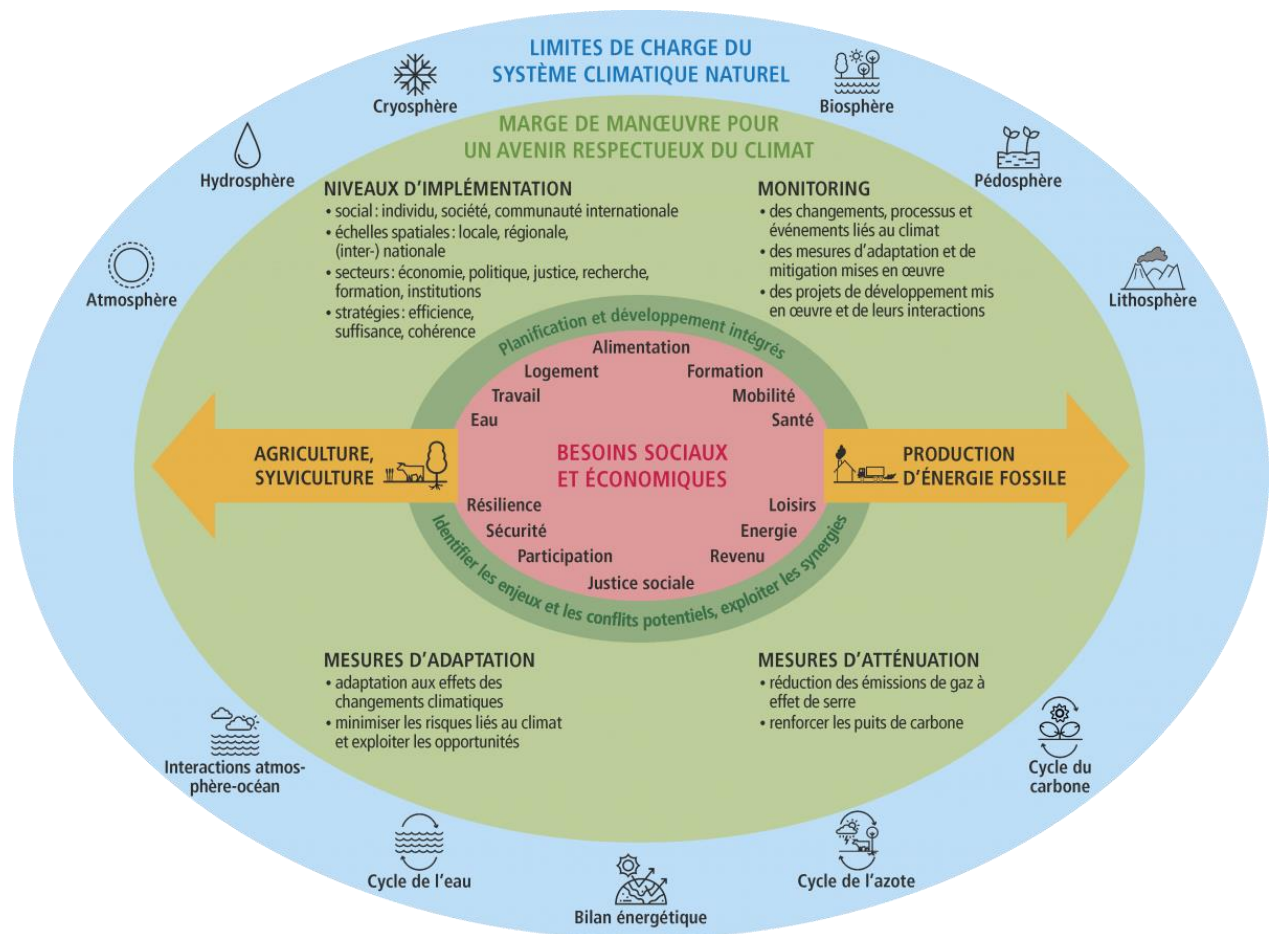 LIMITES DE CHARGE DU
SYSTÈME CLIMATIQUE NATUREL
Cryosphère
Biosphère
Hydrosphère
Pédosphère
Atmosphère
Lithosphère
MARGE DE MANŒUVRE POUR
UN AVENIR RESPECTUEUX DU CLIMAT
NIVEAUX D'IMPLÉMENTATION
• social : individu, société, communauté internationale
• échelles spatiales : locale, régionale,
(inter-) nationale
• secteurs : économie, politique, justice, recherche,
formation, institutions
• stratégies : efficience,
suffisance, cohérence
MONITORING
• des changements, processus et
événements liés au climat
• des mesures d'adaptation et de
mitigation mises en œuvre
• des projets de développement mis
en œuvre et de leurs interactions
Planification et développement intégrés
Alimentation
Logement
Formation
Travail
Mobilité
Eau
Santé
AGRICULTURE,
SYLVICULTURE
BESOINS SOCIAUX
ET ÉCONOMIQUES
PRODUCTION
D'ÉNERGIE FOSSILE
Résilience
Loisirs
Sécurité
Energie
Participation
Revenu
Justice sociale
Identifier les enjeux et les conflits potentiels, exploiter les synergies
MESURES D'ADAPTATION
• adaptation aux effets des
changements climatiques
• minimiser les risques liés au climat
et exploiter les opportunités
MESURES D'ATTÉNUATION
• réduction des émissions de gaz à
effet de serre
• renforcer les puits de carbone
Interactions atmos-
phère-océan
Cycle du
carbone
Cycle de l'eau
Cycle de l'azote
Bilan énergétique